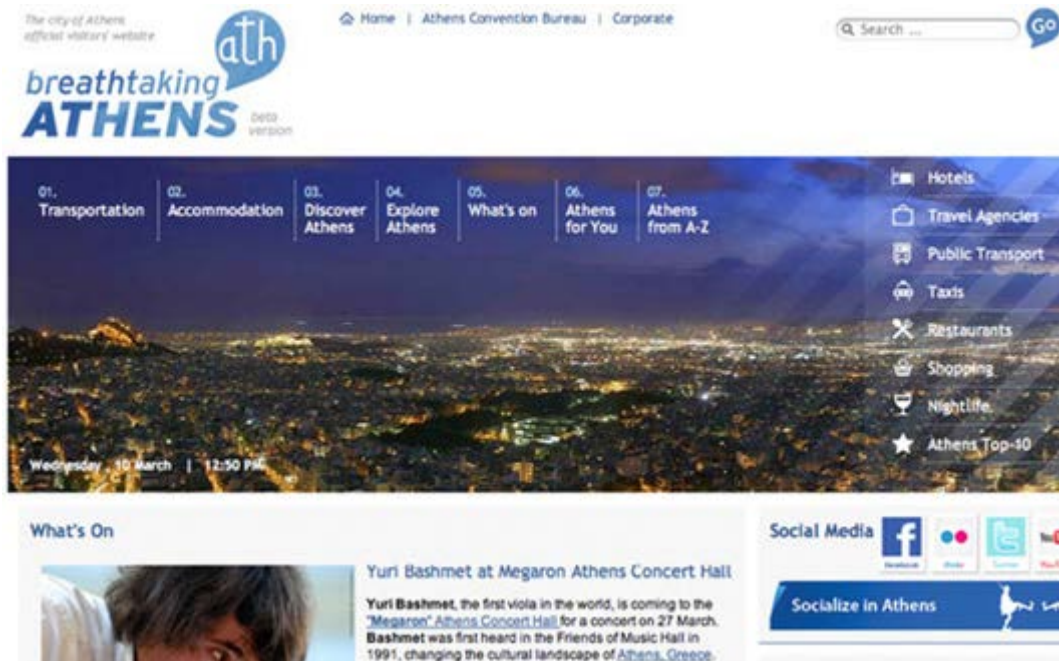 The city of Athens
official visitors' website
ath
breathtaking
ATHENS
beta
version
Home | Athens Convention Bureau | Corporate
Search ...
Go
01.
Transportation
02.
Accommodation
03.
Discover
Athens
04.
Explore
Athens
05.
What's on
06.
Athens
for You
07.
Athens
from A-Z
Hotels
Travel Agencies
Public Transport
Taxis
Restaurants
Shopping
Nightlife
Athens Top-10
Wednesday 10 March | 12:50 PM
What's On
Yuri Bashmet at Megaron Athens Concert Hall
Yuri Bashmet, the first viola in the world, is coming to the
"Megaron" Athens Concert Hall for a concert on 27 March.
Bashmet was first heard in the Friends of Music Hall in
1991, changing the cultural landscape of Athens, Greece.
Social Media
facebook
Socialize in Athens